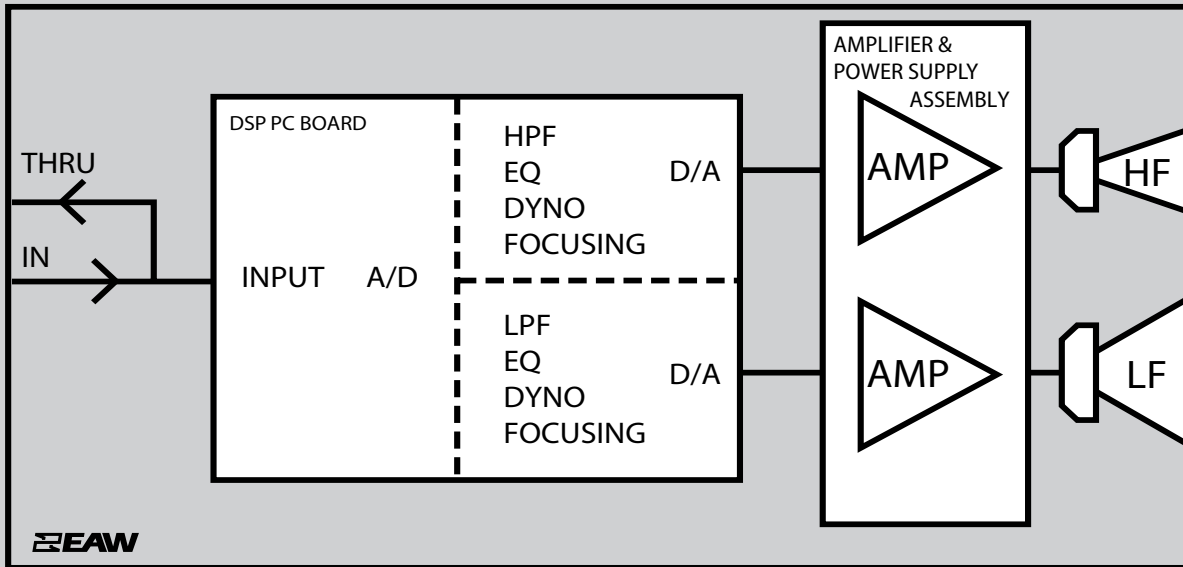 AMPLIFIER &
POWER SUPPLY
ASSEMBLY
DSP PC BOARD
THRU
IN
INPUT A/D
HPF
EQ
DYNO
FOCUSING
D/A
AMP
HF
LPF
EQ
DYNO
FOCUSING
D/A
AMP
LF
EAW